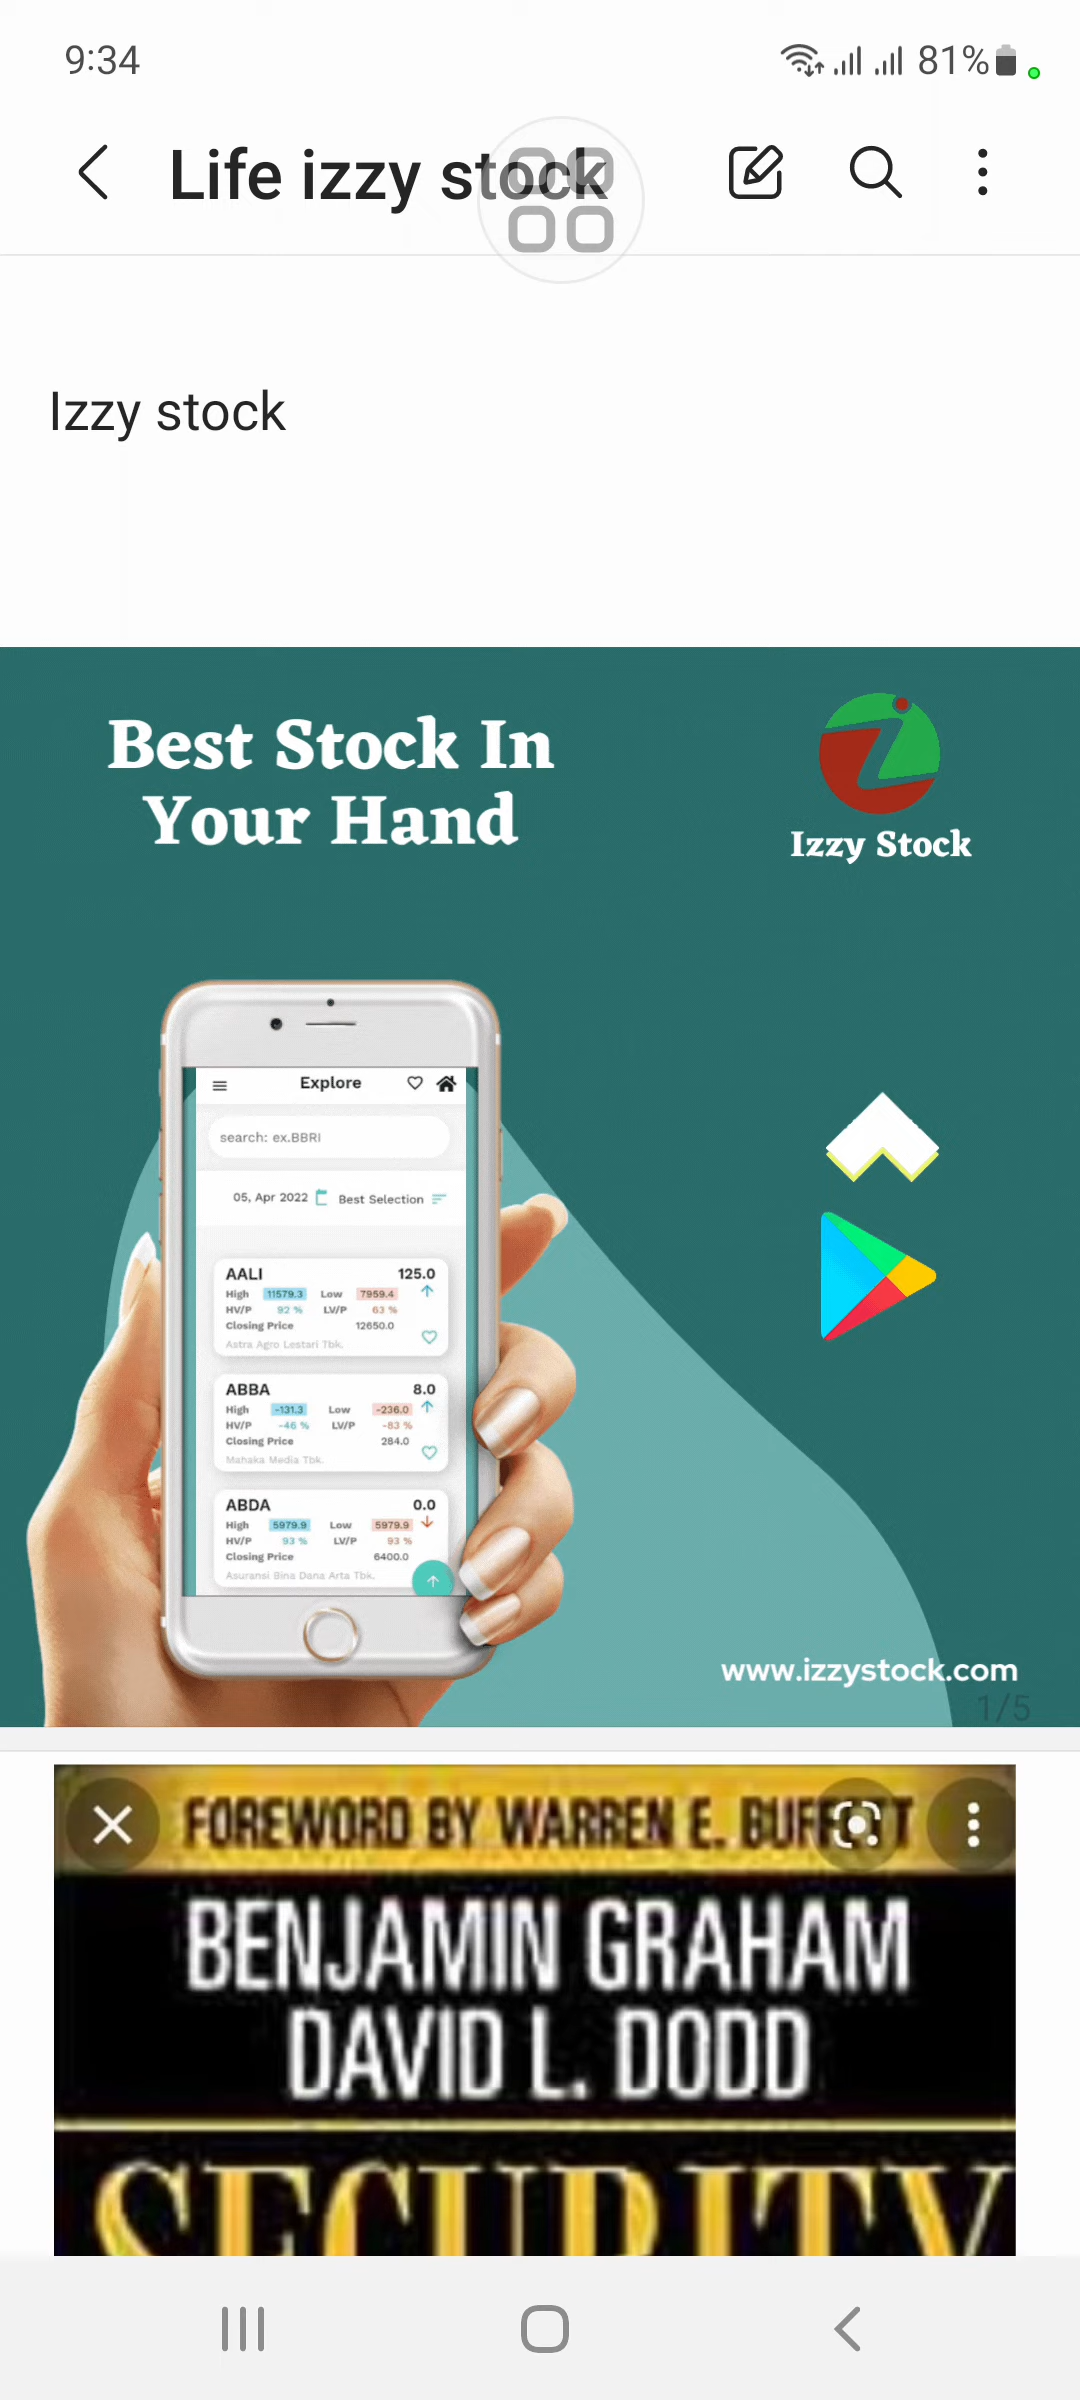 9:34
81%
Life izzy stock
Izzy stock
Best Stock In
Your Hand
Izzy Stock
Explore
search: ex.BBRI
05, Apr 2022 Best Selection
AALI 125.0
High 11579.3 Low 7959.4
HV/P 92 % LV/P 63 %
Closing Price 12650.0
Astra Agro Lestari Tbk.
ABBA 8.0
High -131.3 Low -236.0
HV/P -46 % LV/P -83 %
Closing Price 284.0
Mahaka Media Tbk.
ABDA 0.0
High 5979.9 Low 5979.9
HV/P 93 % LV/P 93 %
Closing Price 6400.0
Asuransi Bina Dana Arta Tbk.
www.izzystock.com
1/5
FOREWORD BY WARREN E. BUFFETT
BENJAMIN GRAHAM
DAVID L. DODD
SECURITY